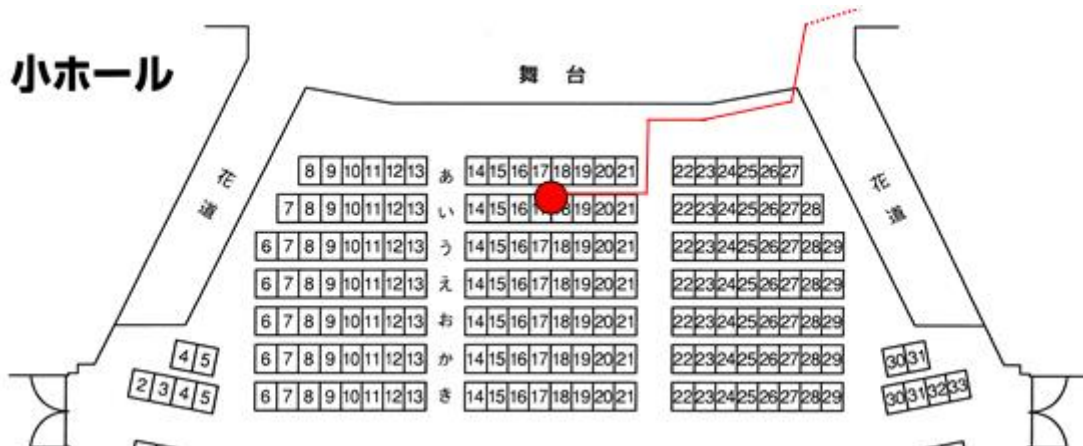 小ホール
舞台
花道
花道
8 9 10 11 12 13 あ 14 15 16 17 18 19 20 21 22 23 24 25 26 27
7 8 9 10 11 12 13 い 14 15 16 18 19 20 21 22 23 24 25 26 27 28
6 7 8 9 10 11 12 13 う 14 15 16 17 18 19 20 21 22 23 24 25 26 27 28 29
6 7 8 9 10 11 12 13 え 14 15 16 17 18 19 20 21 22 23 24 25 26 27 28 29
6 7 8 9 10 11 12 13 お 14 15 16 17 18 19 20 21 22 23 24 25 26 27 28 29
4 5 6 7 8 9 10 11 12 13 か 14 15 16 17 18 19 20 21 22 23 24 25 26 27 28 29 30 31
2 3 4 5 6 7 8 9 10 11 12 13 き 14 15 16 17 18 19 20 21 22 23 24 25 26 27 28 29 30 31 32 33